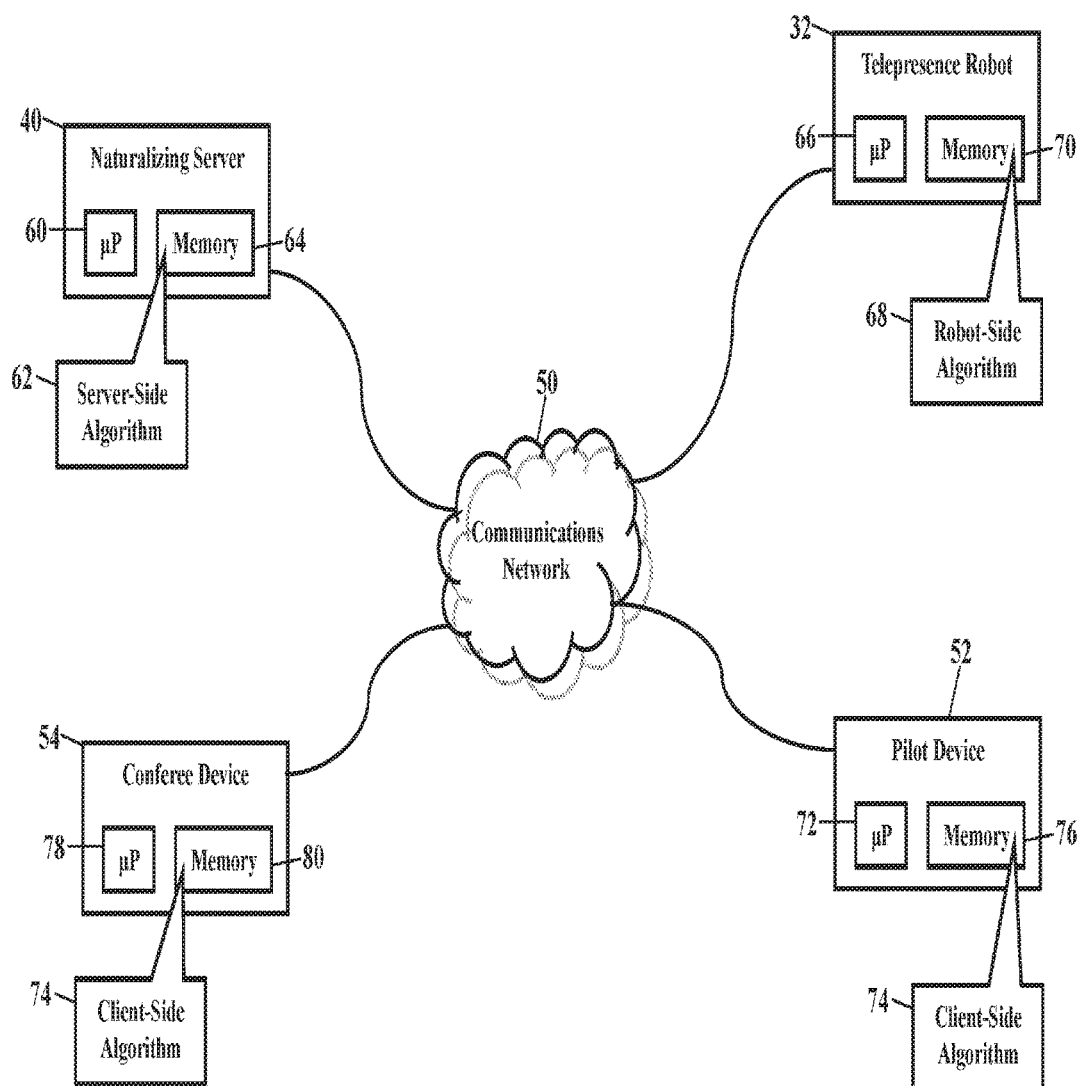 32
Telepresence Robot
66
μP
Memory
70
68
Robot-Side
Algorithm
40
Naturalizing Server
60
μP
Memory
64
62
Server-Side
Algorithm
50
Communications
Network
52
Pilot Device
72
μP
Memory
76
74
Client-Side
Algorithm
54
Conferee Device
78
μP
Memory
80
74
Client-Side
Algorithm